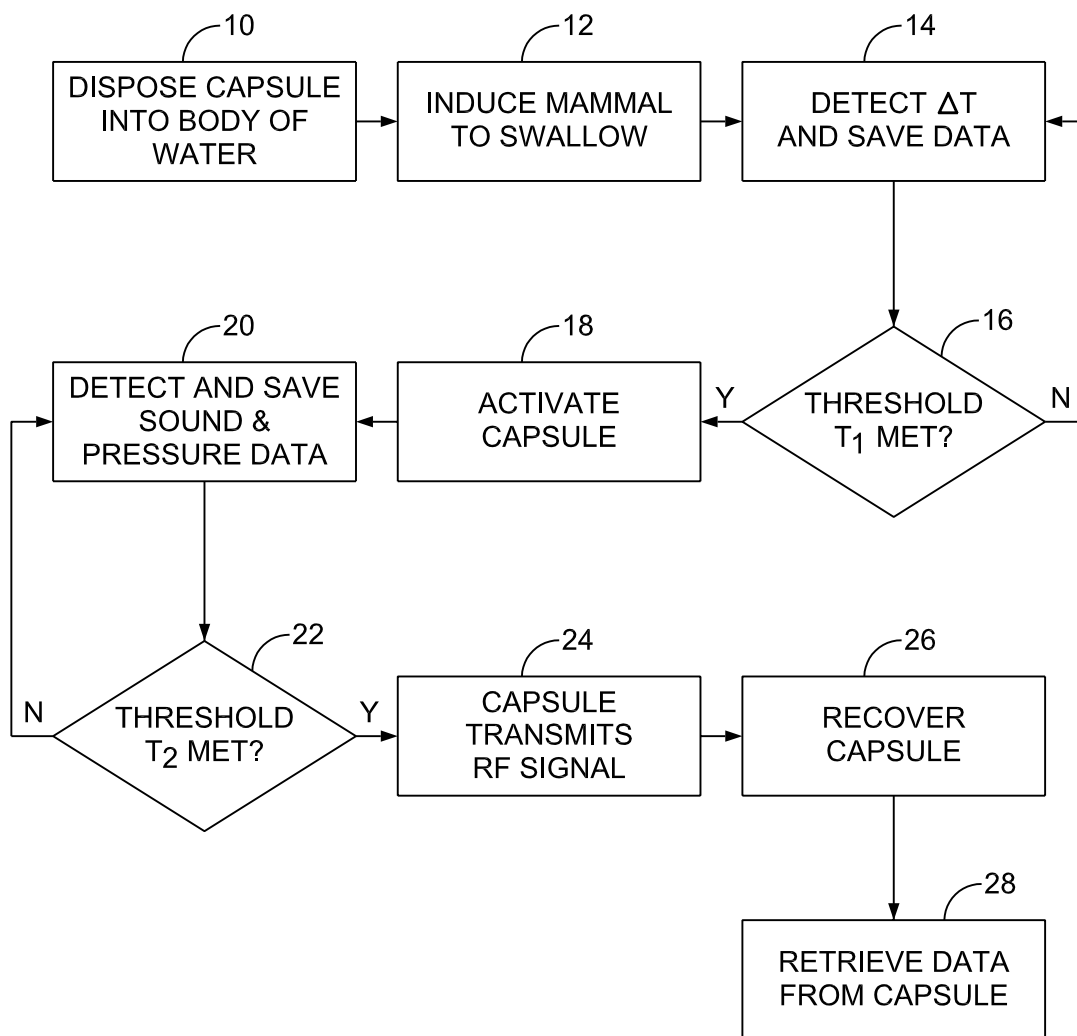 10
DISPOSE CAPSULE
INTO BODY OF
WATER
12
INDUCE MAMMAL
TO SWALLOW
14
DETECT ΔT
AND SAVE DATA
16
THRESHOLD
T1 MET?
Y
N
18
ACTIVATE
CAPSULE
20
DETECT AND SAVE
SOUND &
PRESSURE DATA
22
THRESHOLD
T2 MET?
N
Y
24
CAPSULE
TRANSMITS
RF SIGNAL
26
RECOVER
CAPSULE
28
RETRIEVE DATA
FROM CAPSULE